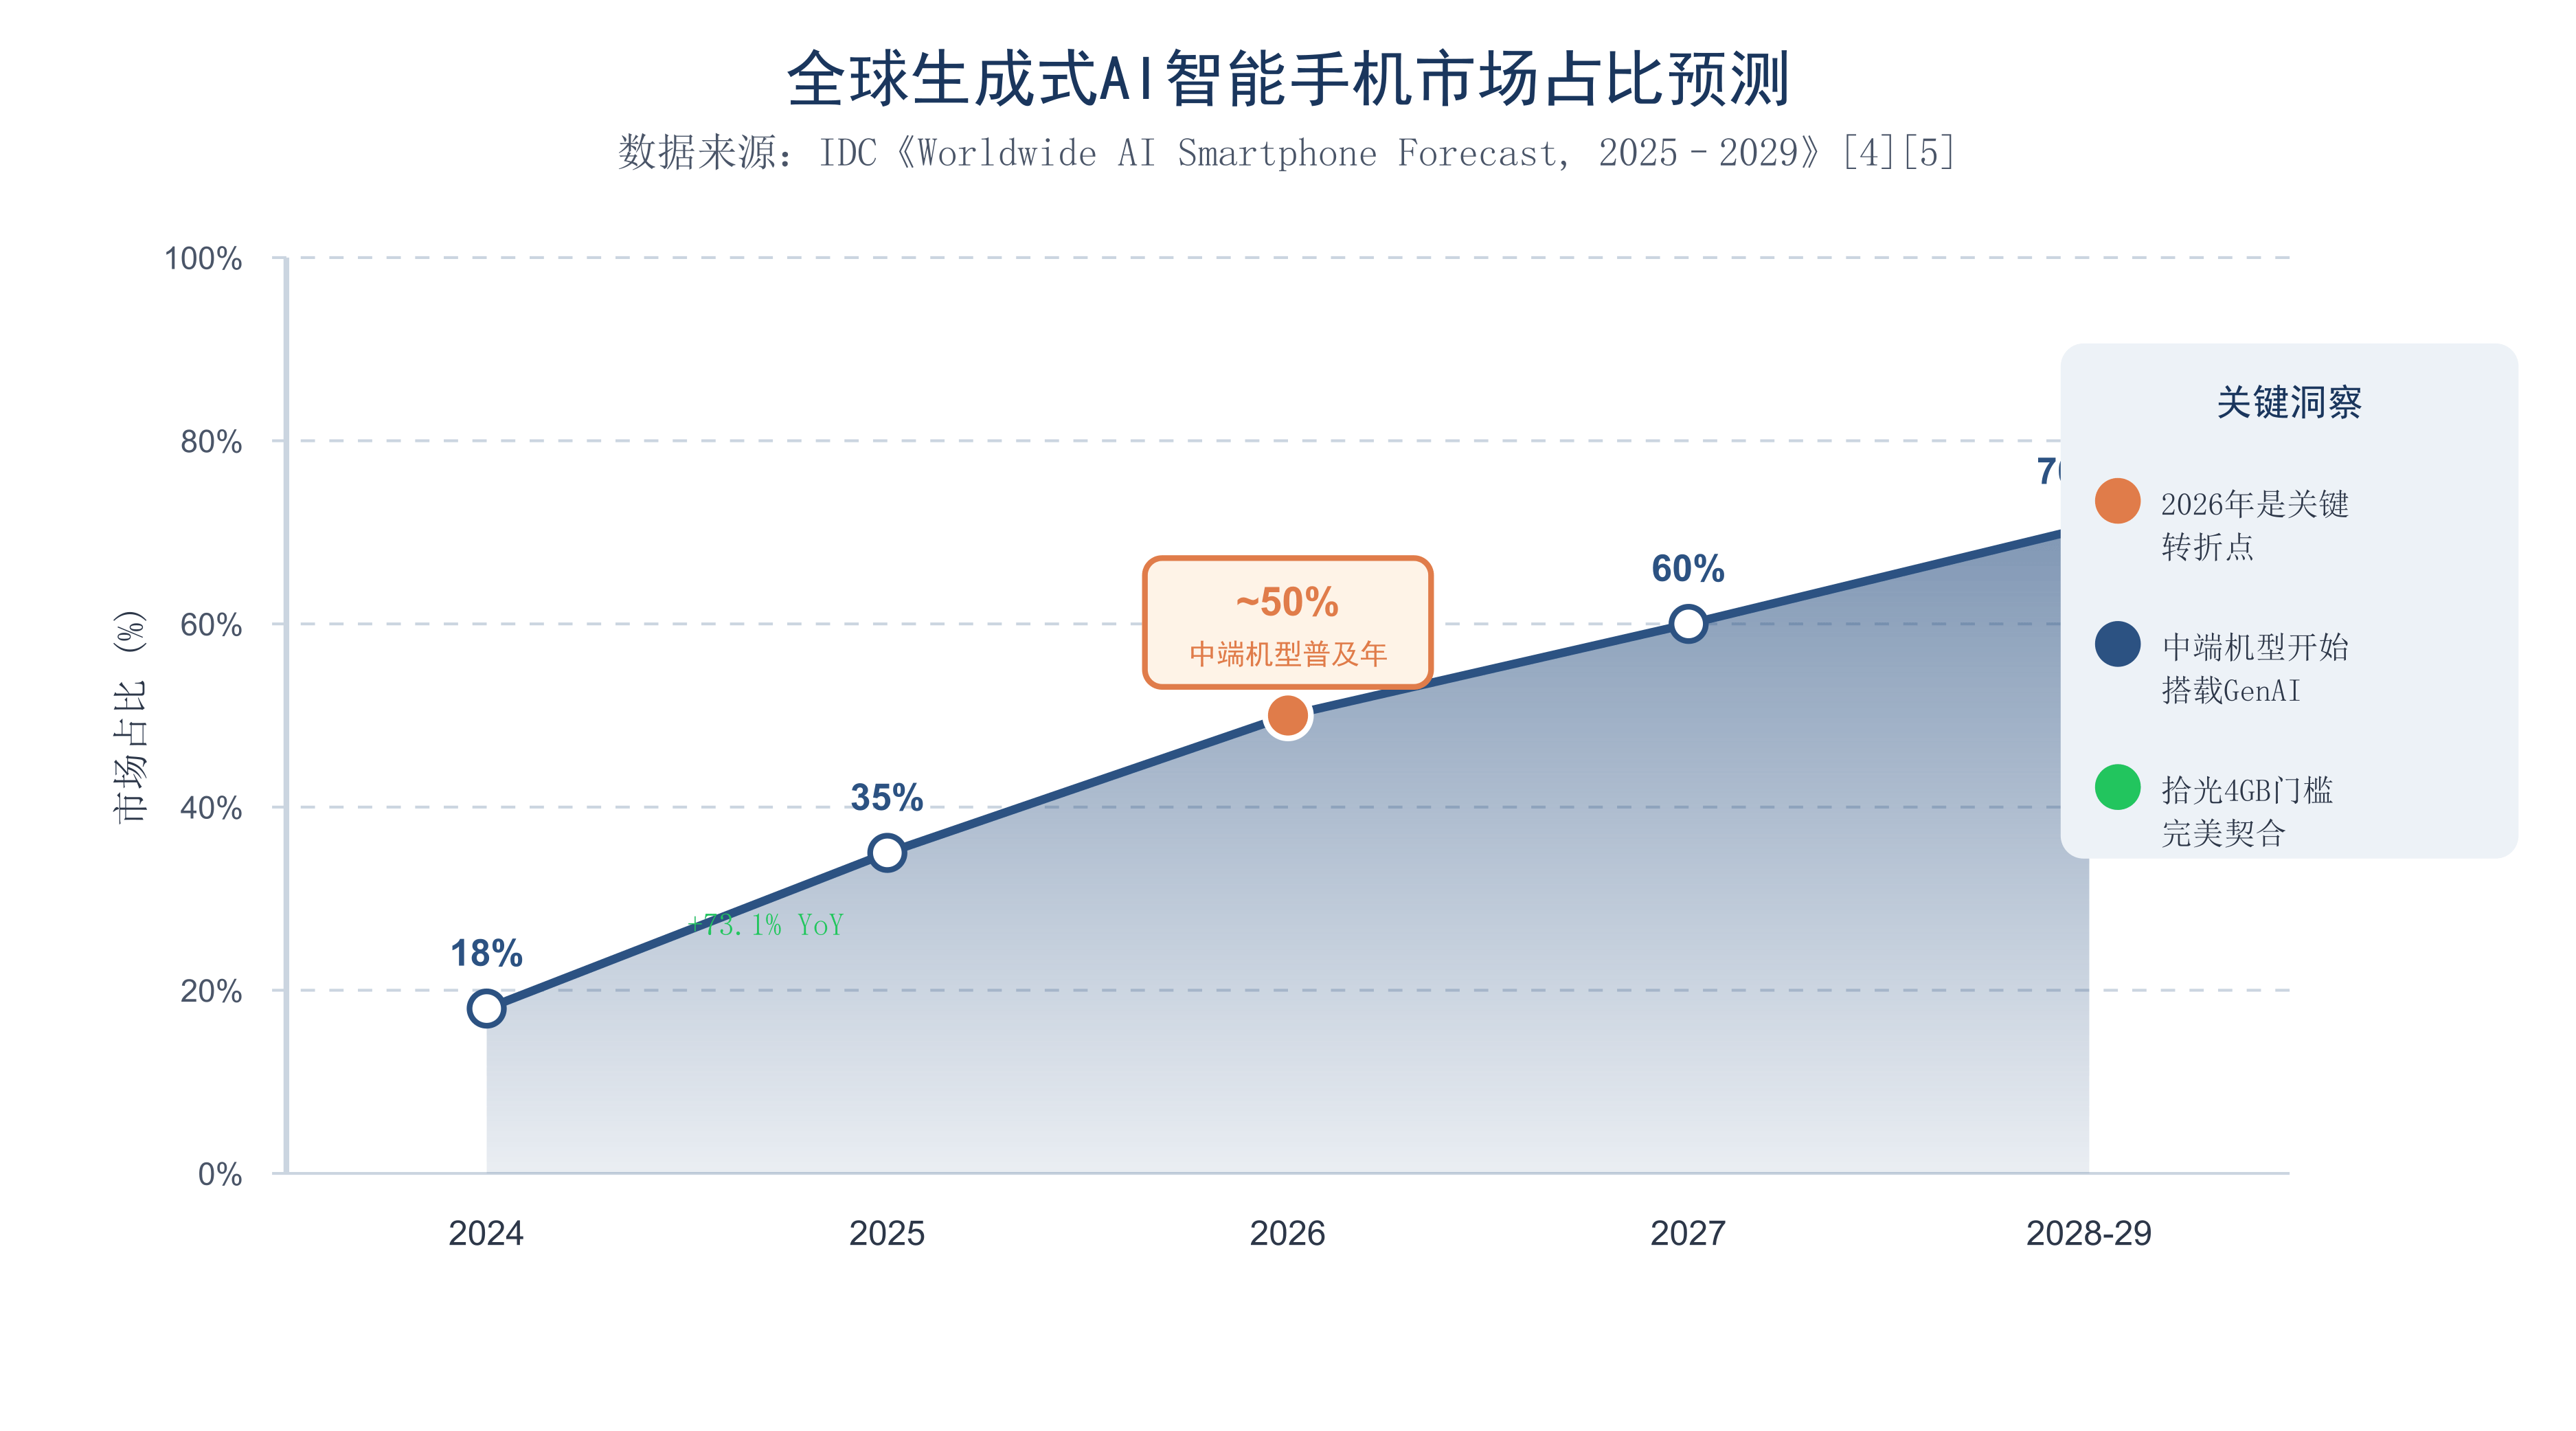 全球生成式AI智能手机市场占比预测
数据来源：IDC《Worldwide AI Smartphone Forecast, 2025-2029》[4][5]
100%
80%
60%
40%
20%
0%
市场占比 (%)
18%
+73.1% YoY
35%
~50%
中端机型普及年
60%
2024
2025
2026
2027
2028-29
关键洞察
2026年是关键
转折点
中端机型开始
搭载GenAI
拾光4GB门槛
完美契合